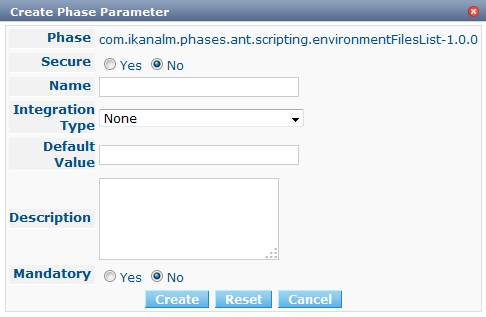 Create Phase Parameter
Phase com.ikanalm.phases.ant.scripting.environmentFilesList-1.0.0
Secure Yes No
Name
Integration Type None
Default Value
Description
Mandatory Yes No
Create Reset Cancel